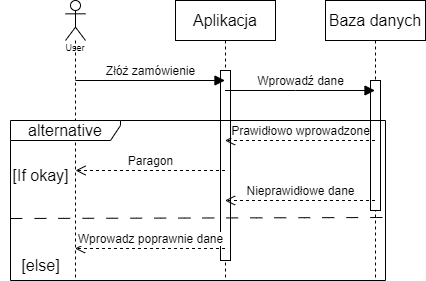 Aplikacja
Baza danych
User
Złóż zamówienie
Wprowadź dane
alternative
Prawidłowo wprowadzone
Paragon
[If okay]
Nieprawidłowe dane
Wprowadz poprawnie dane
[else]